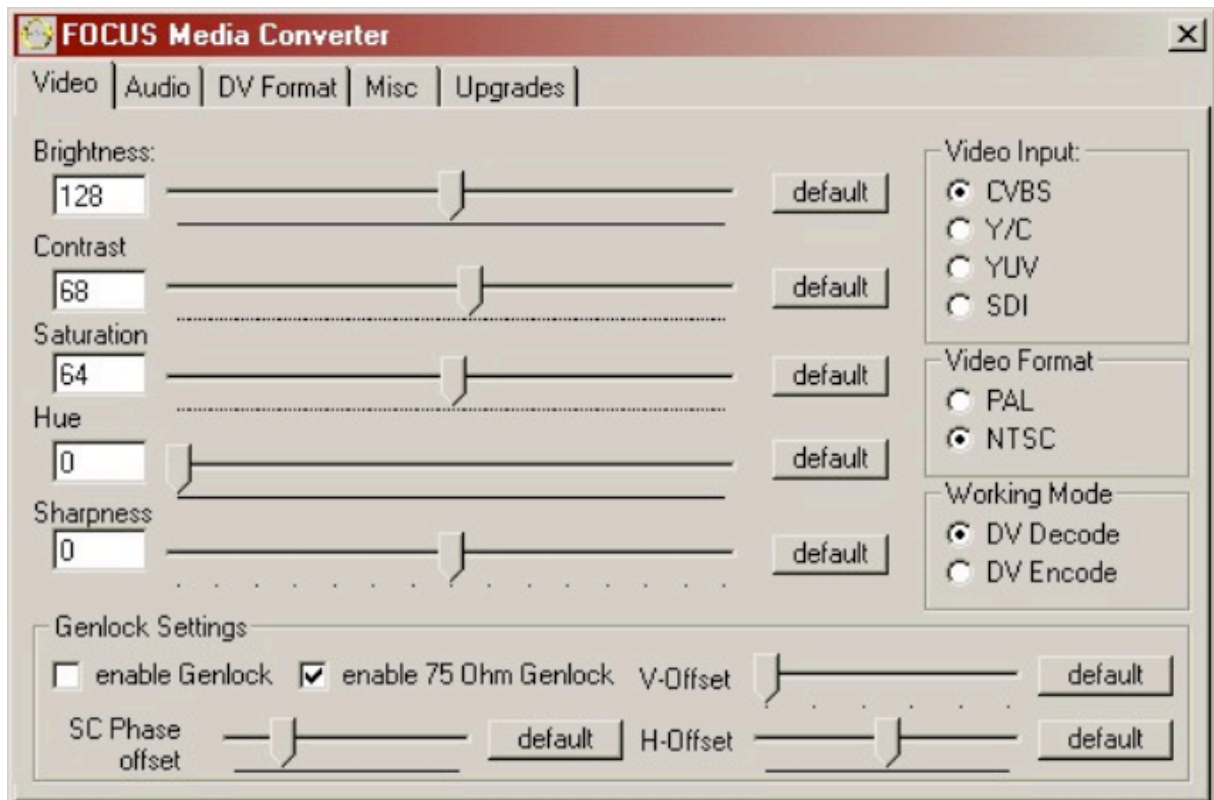 FOCUS Media Converter
Video Audio DV Format Misc Upgrades
Brightness:
128
default
Contrast
68
default
Saturation
64
default
Hue
0
default
Sharpness
0
default
Video Input:
CVBS
Y/C
YUV
SDI
Video Format
PAL
NTSC
Working Mode
DV Decode
DV Encode
Genlock Settings
enable Genlock enable 75 Ohm Genlock V-Offset default
SC Phase
offset
default H-Offset default